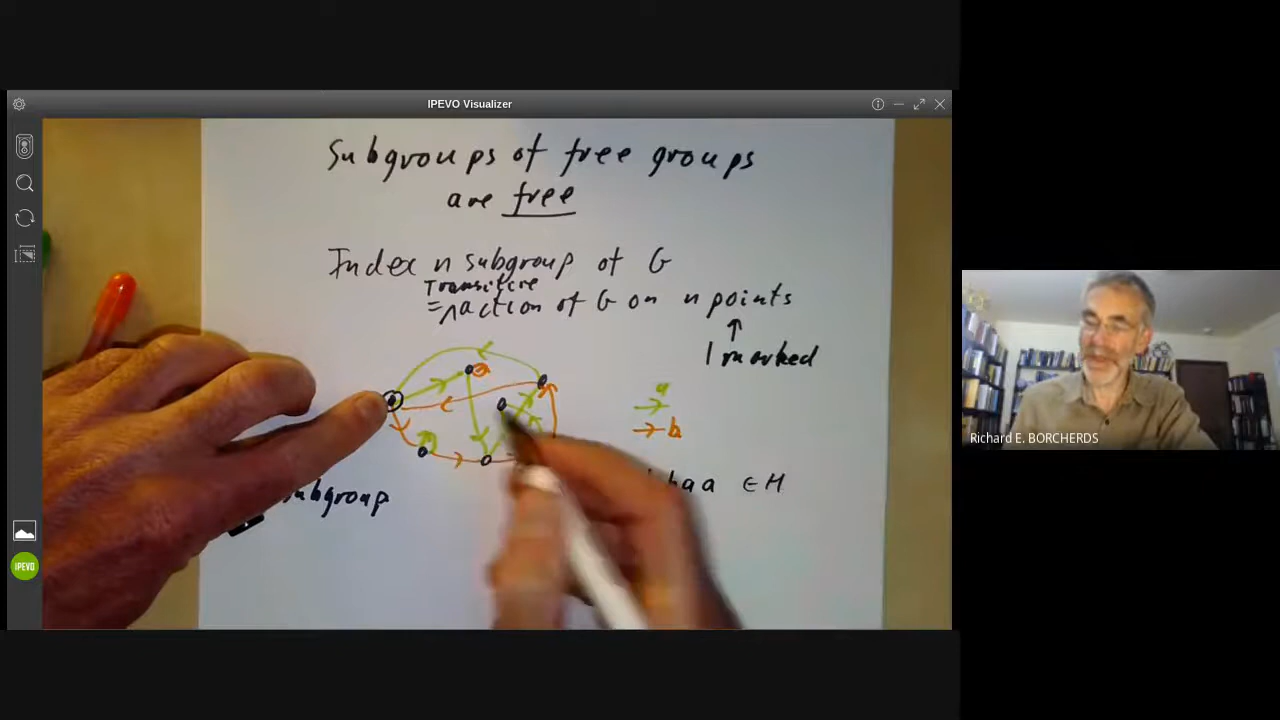 IPEVO Visualizer
Subgroups of free groups
are free
Index n subgroup of G
Transitive
= action of G on n points
1 marked
a
b
a
Richard E. BORCHERDS
baa ∈ H
subgroup
IPEVO